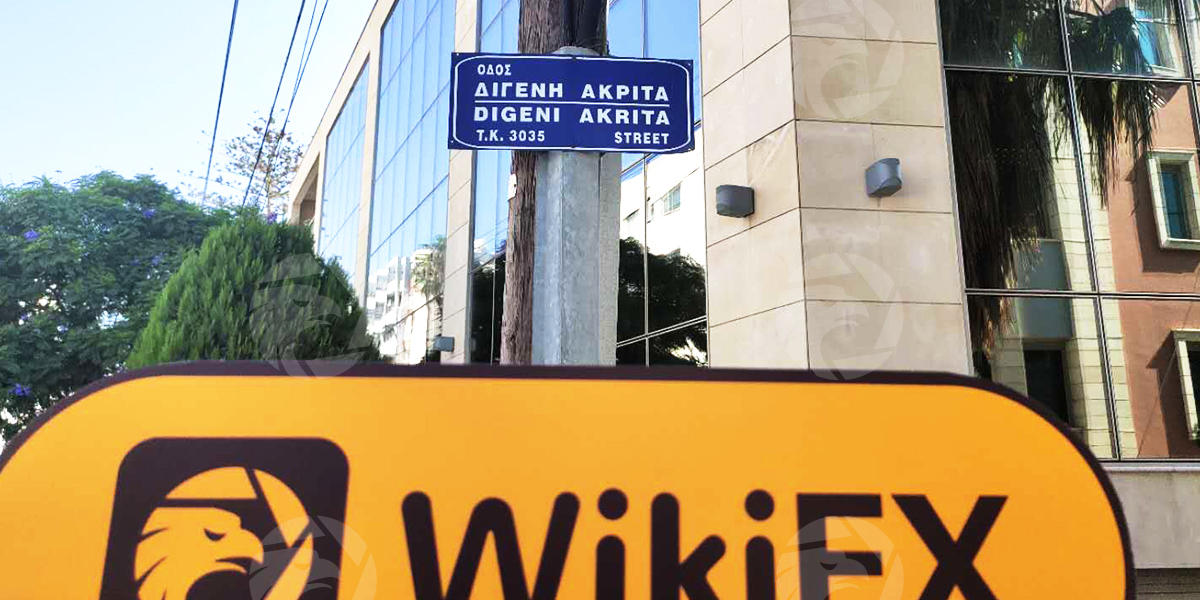 ΟΔΟΣ
ΔΙΓΕΝΗ ΑΚΡΙΤΑ
DIGENI AKRITA
T.K. 3035 STREET
WikiFX